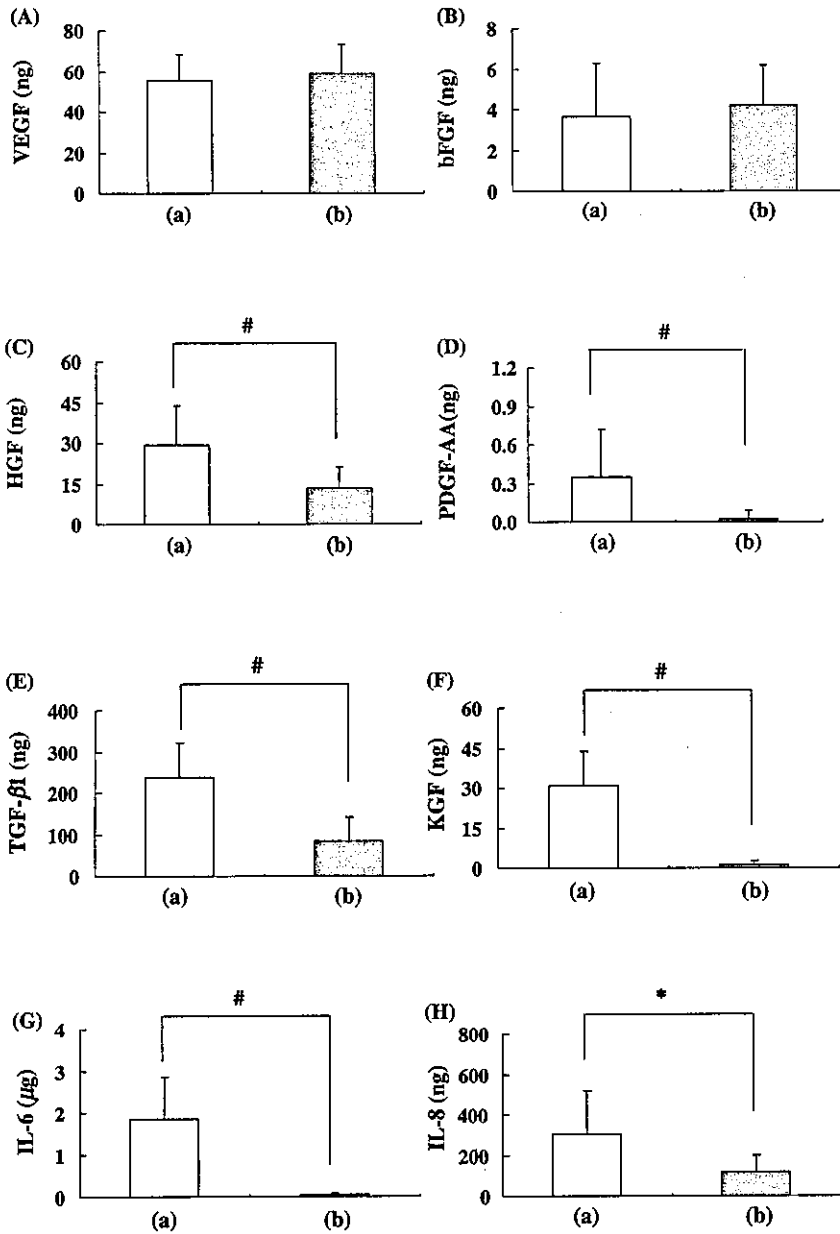 (A)
VEGF (ng)
80
60
40
20
0
(a)
(b)
(B)
bFGF (ng)
8
6
4
2
0
(a)
(b)
(C)
#
HGF (ng)
60
45
30
15
0
(a)
(b)
(D)
#
PDGF-AA(ng)
1.2
0.9
0.6
0.3
0.0
(a)
(b)
(E)
#
TGF-β1 (ng)
400
300
200
100
0
(a)
(b)
(F)
#
KGF (ng)
60
45
30
15
0
(a)
(b)
(G)
#
IL-6 (μg)
4
3
2
1
0
(a)
(b)
(H)
*
IL-8 (ng)
800
600
400
200
0
(a)
(b)